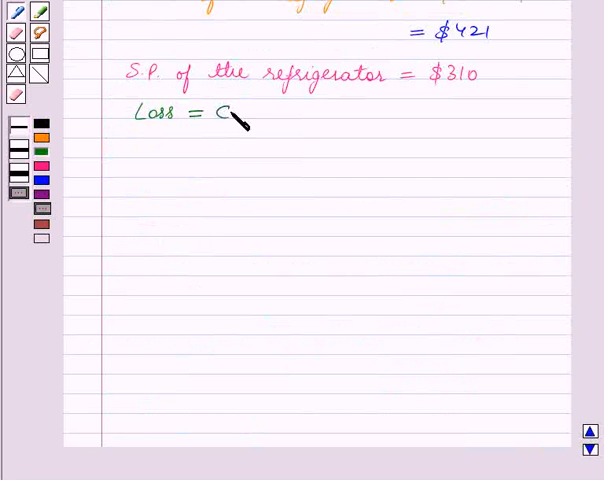 = $421
S.P. of the refrigerator = $310
Loss = C